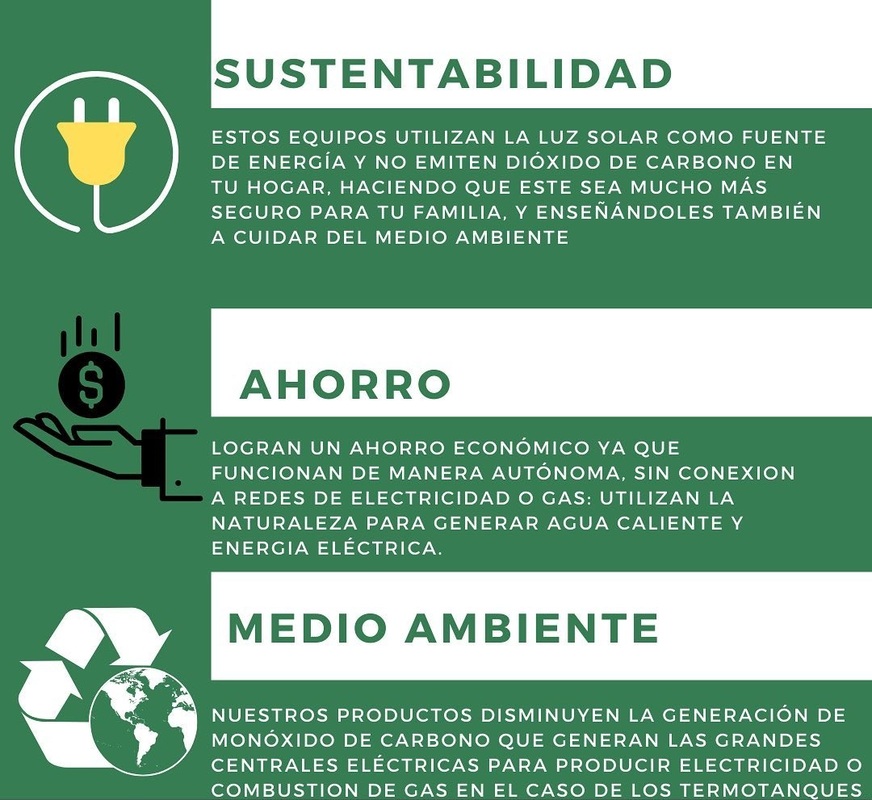 SUSTENTABILIDAD
ESTOS EQUIPOS UTILIZAN LA LUZ SOLAR COMO FUENTE
DE ENERGÍA Y NO EMITEN DIÓXIDO DE CARBONO EN
TU HOGAR, HACIENDO QUE ESTE SEA MUCHO MÁS
SEGURO PARA TU FAMILIA, Y ENSEÑÁNDOLES TAMBIÉN
A CUIDAR DEL MEDIO AMBIENTE
$
AHORRO
LOGRAN UN AHORRO ECONÓMICO YA QUE
FUNCIONAN DE MANERA AUTÓNOMA, SIN CONEXION
A REDES DE ELECTRICIDAD O GAS: UTILIZAN LA
NATURALEZA PARA GENERAR AGUA CALIENTE Y
ENERGIA ELÉCTRICA.
MEDIO AMBIENTE
NUESTROS PRODUCTOS DISMINUYEN LA GENERACIÓN DE
MONÓXIDO DE CARBONO QUE GENERAN LAS GRANDES
CENTRALES ELÉCTRICAS PARA PRODUCIR ELECTRICIDAD O
COMBUSTION DE GAS EN EL CASO DE LOS TERMOTANQUES